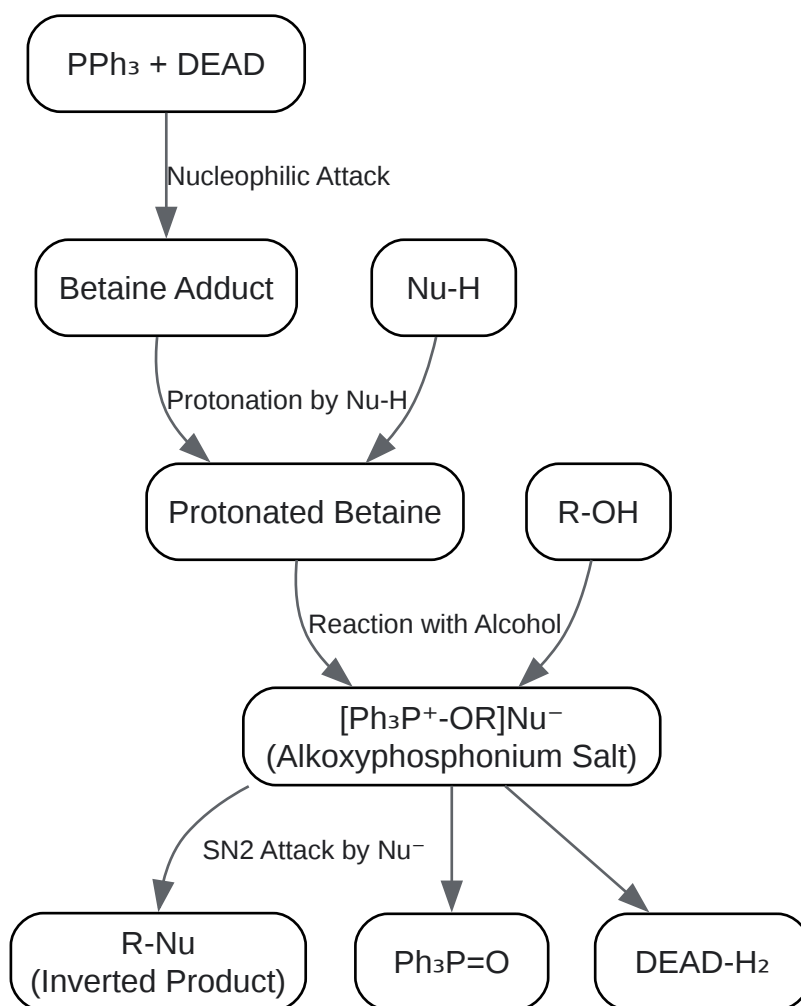 PPh₃ + DEAD
Nucleophilic Attack
Betaine Adduct
Nu-H
Protonation by Nu-H
Protonated Betaine
R-OH
Reaction with Alcohol
[Ph₃P⁺-OR]Nu⁻
(Alkoxyphosphonium Salt)
SN2 Attack by Nu⁻
R-Nu
(Inverted Product)
Ph₃P=O
DEAD-H₂